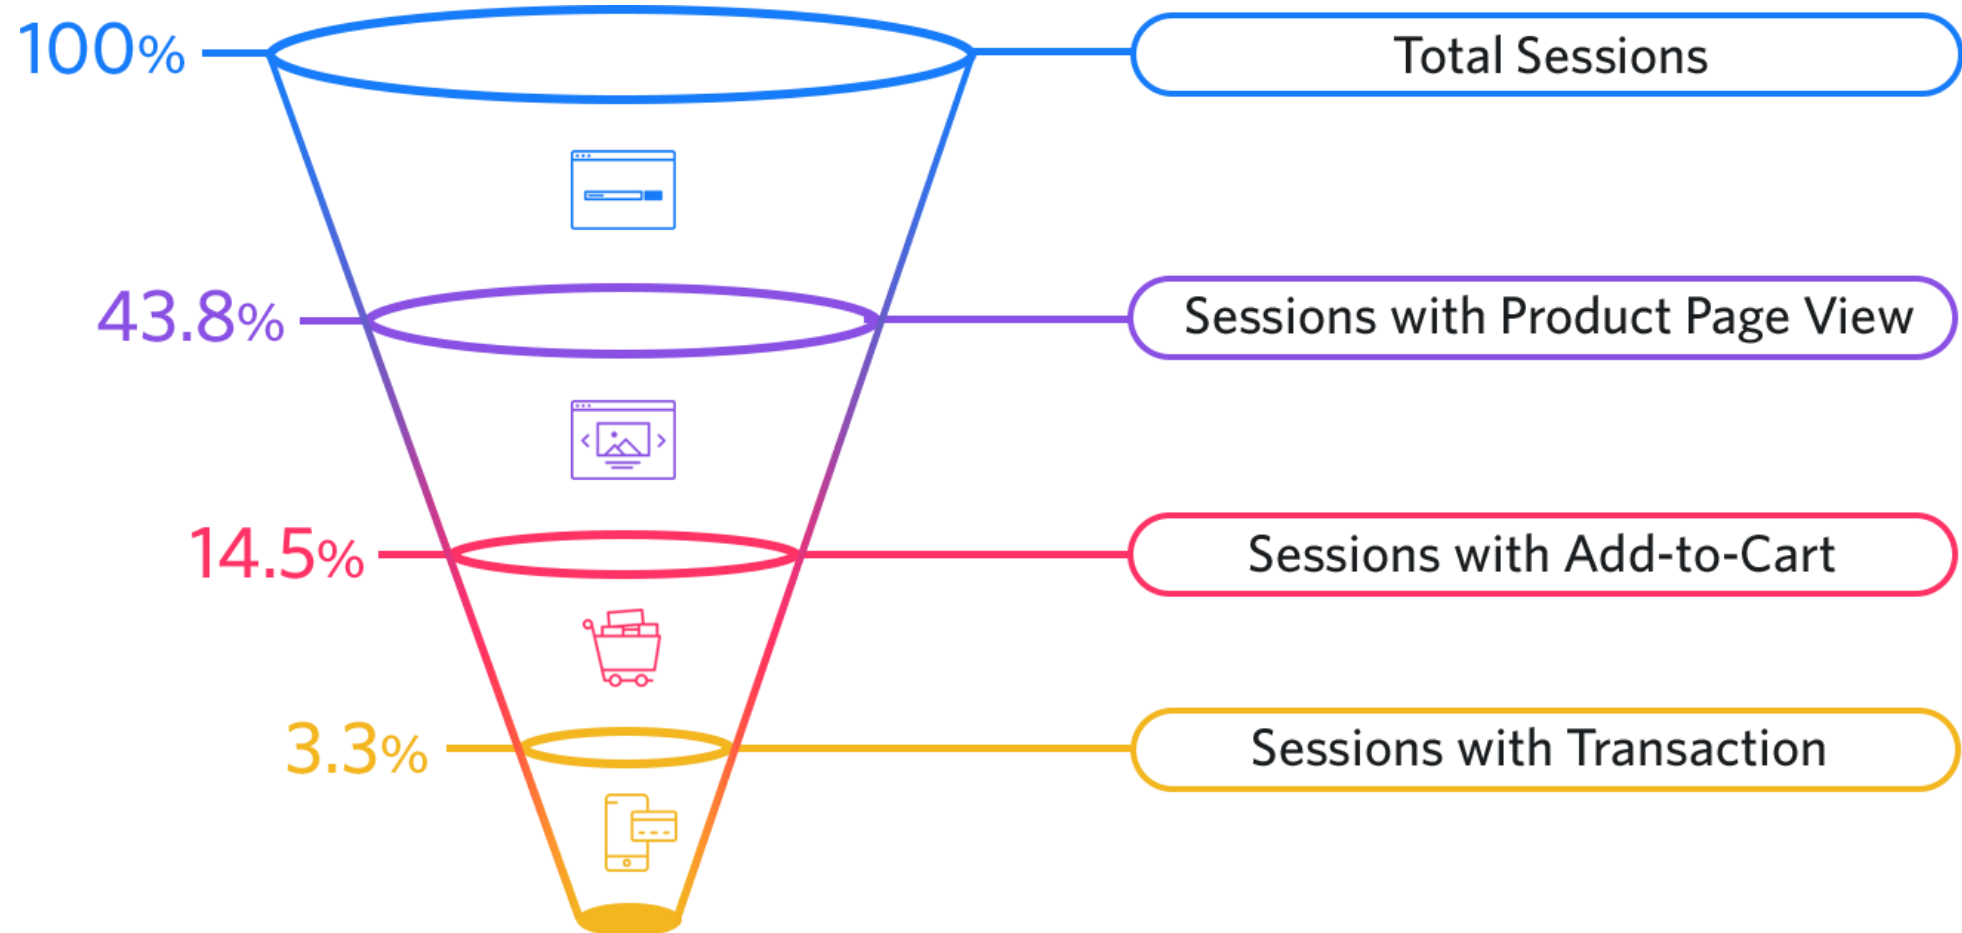 100%
Total Sessions
43.8%
Sessions with Product Page View
14.5%
Sessions with Add-to-Cart
3.3%
Sessions with Transaction